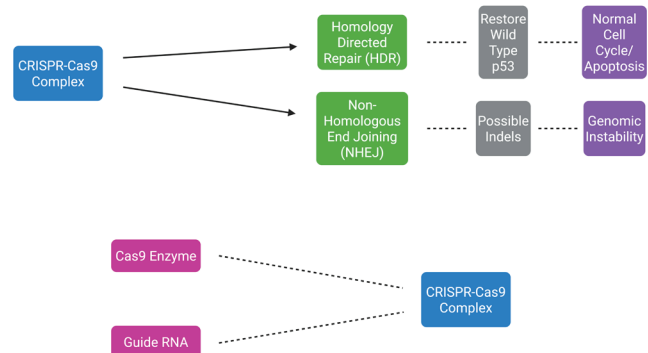 CRISPR-Cas9
Complex
Homology
Directed
Repair (HDR)
Restore
Wild
Type
p53
Normal
Cell
Cycle/
Apoptosis
Non-
Homologous
End Joining
(NHEJ)
Possible
Indels
Genomic
Instability
Cas9 Enzyme
CRISPR-Cas9
Complex
Guide RNA